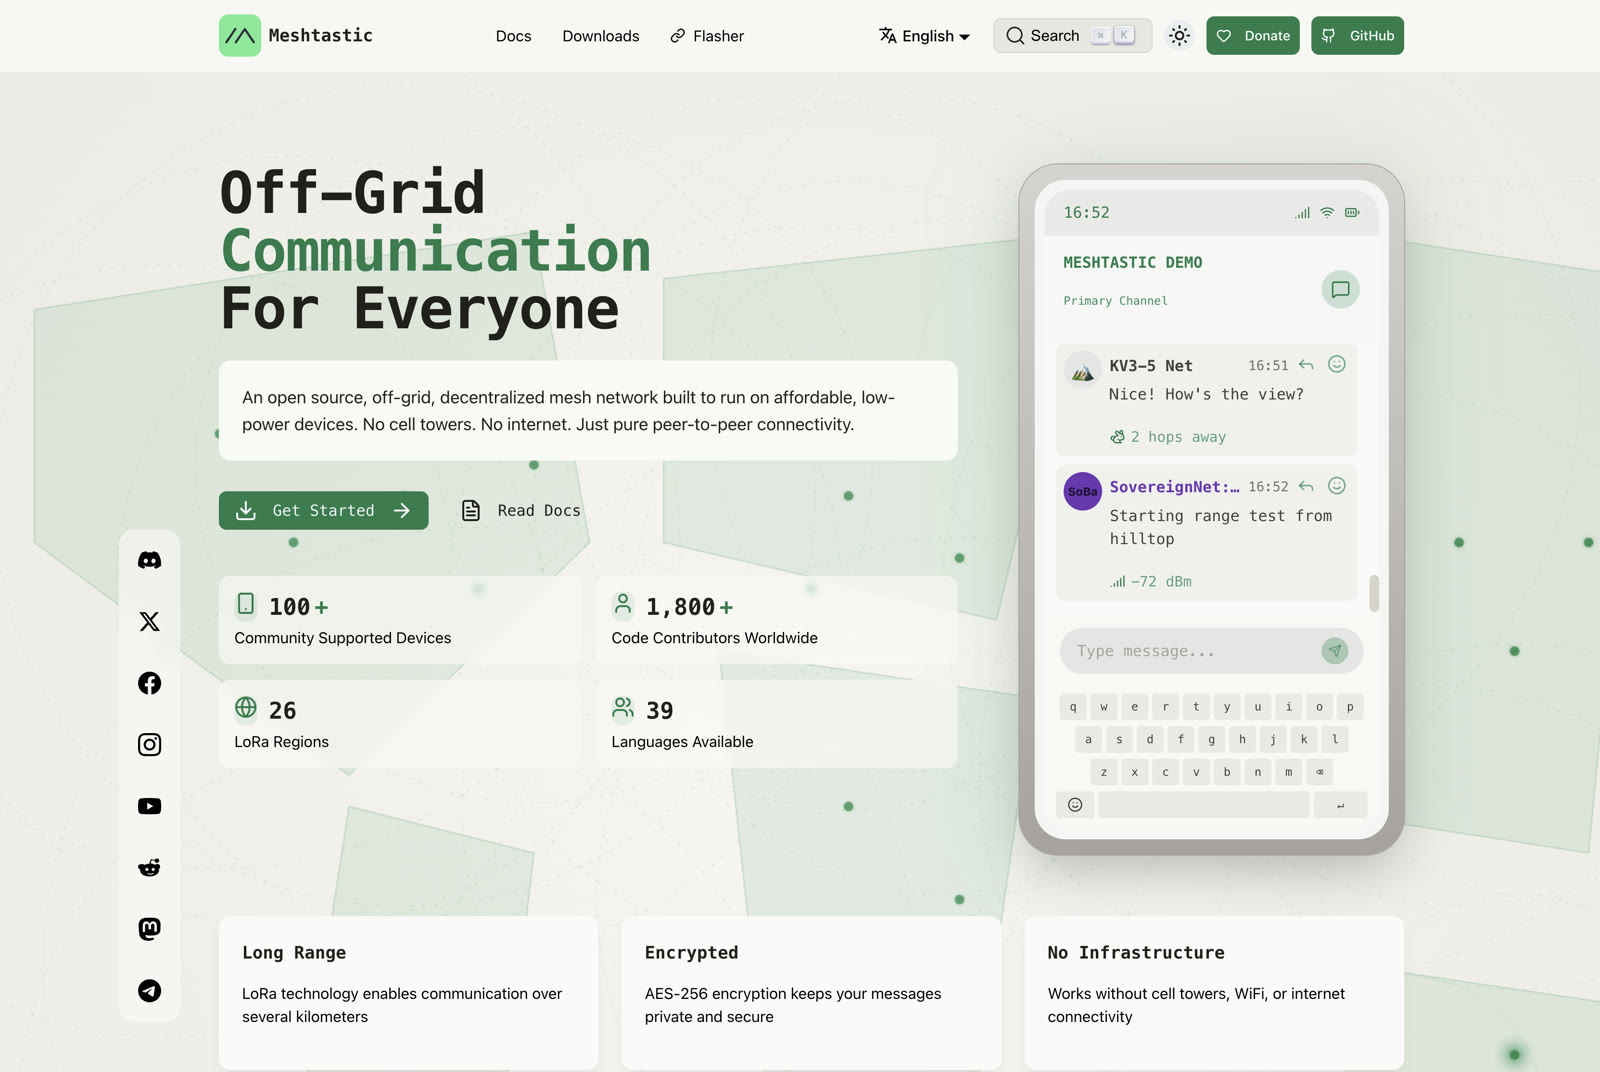 Meshtastic
Docs
Downloads
Flasher
English
Search ⌘ K
Donate
GitHub
Off-Grid
Communication
For Everyone
An open source, off-grid, decentralized mesh network built to run on affordable, low-
power devices. No cell towers. No internet. Just pure peer-to-peer connectivity.
Get Started
Read Docs
100+
Community Supported Devices
1,800+
Code Contributors Worldwide
26
LoRa Regions
39
Languages Available
16:52
MESHTASTIC DEMO
Primary Channel
KV3-5 Net 16:51
Nice! How's the view?
2 hops away
SoBa
SovereignNet:… 16:52
Starting range test from
hilltop
-72 dBm
Type message...
q w e r t y u i o p
a s d f g h j k l
z x c v b n m ⌫
↵
Long Range
LoRa technology enables communication over
several kilometers
Encrypted
AES-256 encryption keeps your messages
private and secure
No Infrastructure
Works without cell towers, WiFi, or internet
connectivity